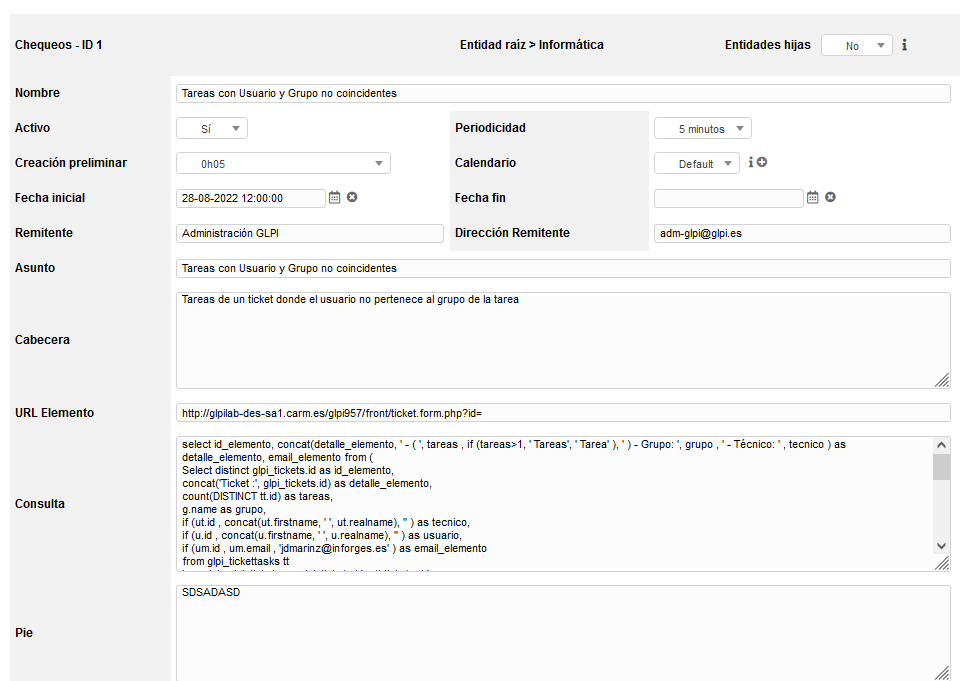 Chequeos - ID 1 Entidad raíz > Informática Entidades hijas No
Nombre Tareas con Usuario y Grupo no coincidentes
Activo Sí Periodicidad 5 minutos
Creación preliminar 0h05 Calendario Default
Fecha inicial 28-08-2022 12:00:00 Fecha fin
Remitente Administración GLPI Dirección Remitente adm-glpi@glpi.es
Asunto Tareas con Usuario y Grupo no coincidentes
Cabecera Tareas de un ticket donde el usuario no pertenece al grupo de la tarea
URL Elemento http://glpilab-des-sa1.carm.es/glpi957/front/ticket.form.php?id=
Consulta
select id_elemento, concat(detalle_elemento, ' - ( ', tareas , if (tareas>1, ' Tareas', ' Tarea' ), ' ) - Grupo: ', grupo , ' - Técnico: ' , tecnico ) as
detalle_elemento, email_elemento from (
Select distinct glpi_tickets.id as id_elemento,
concat('Ticket :', glpi_tickets.id) as detalle_elemento,
count(DISTINCT tt.id) as tareas,
g.name as grupo,
if (ut.id , concat(ut.firstname, ' ', ut.realname), '' ) as tecnico,
if (u.id , concat(u.firstname, ' ', u.realname), '' ) as usuario,
if (um.id , um.email , 'jdmarinz@inforges.es' ) as email_elemento
from glpi_tickettasks tt
Pie SDSADASD